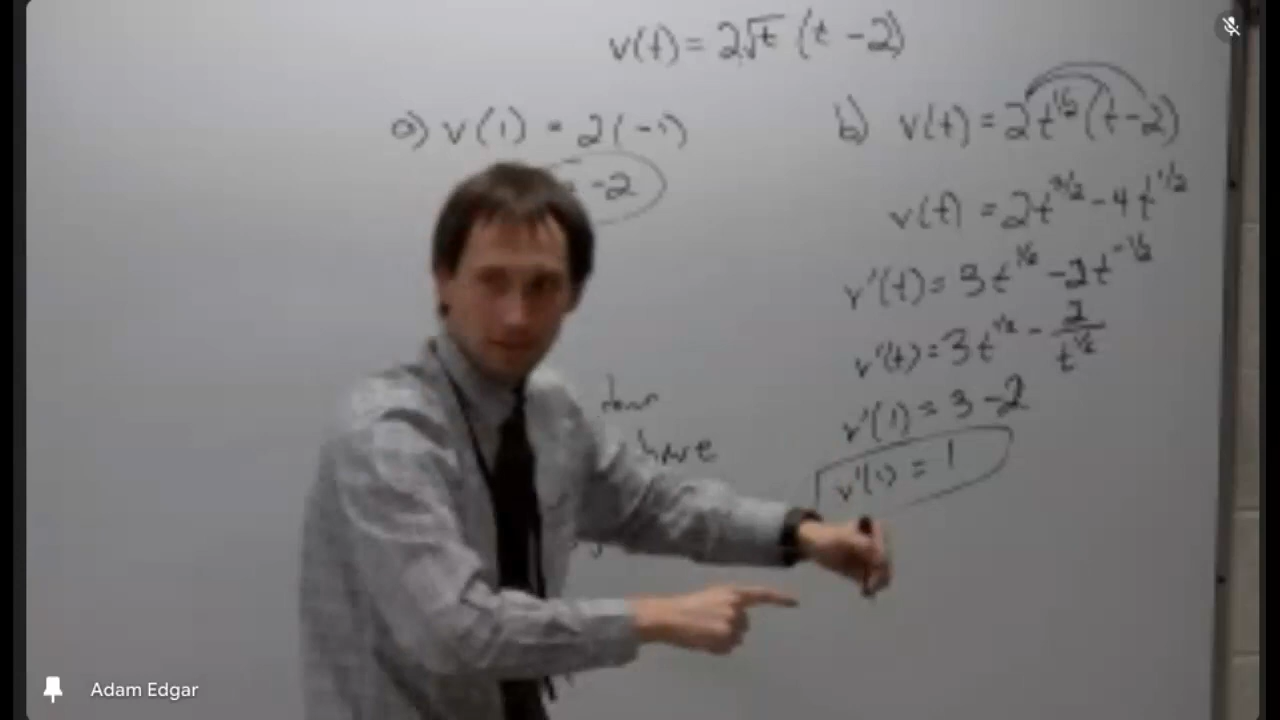 v(t) = 2√t (t - 2)
a) v(1) = 2(-1)
= -2
b) v(t) = 2t^1/2 (t - 2)
v(t) = 2t^3/2 - 4t^1/2
v'(t) = 3t^1/2 - 2t^-1/2
v'(t) = 3t^1/2 - 2/t^1/2
v'(1) = 3 - 2
v'(1) = 1
have
Adam Edgar